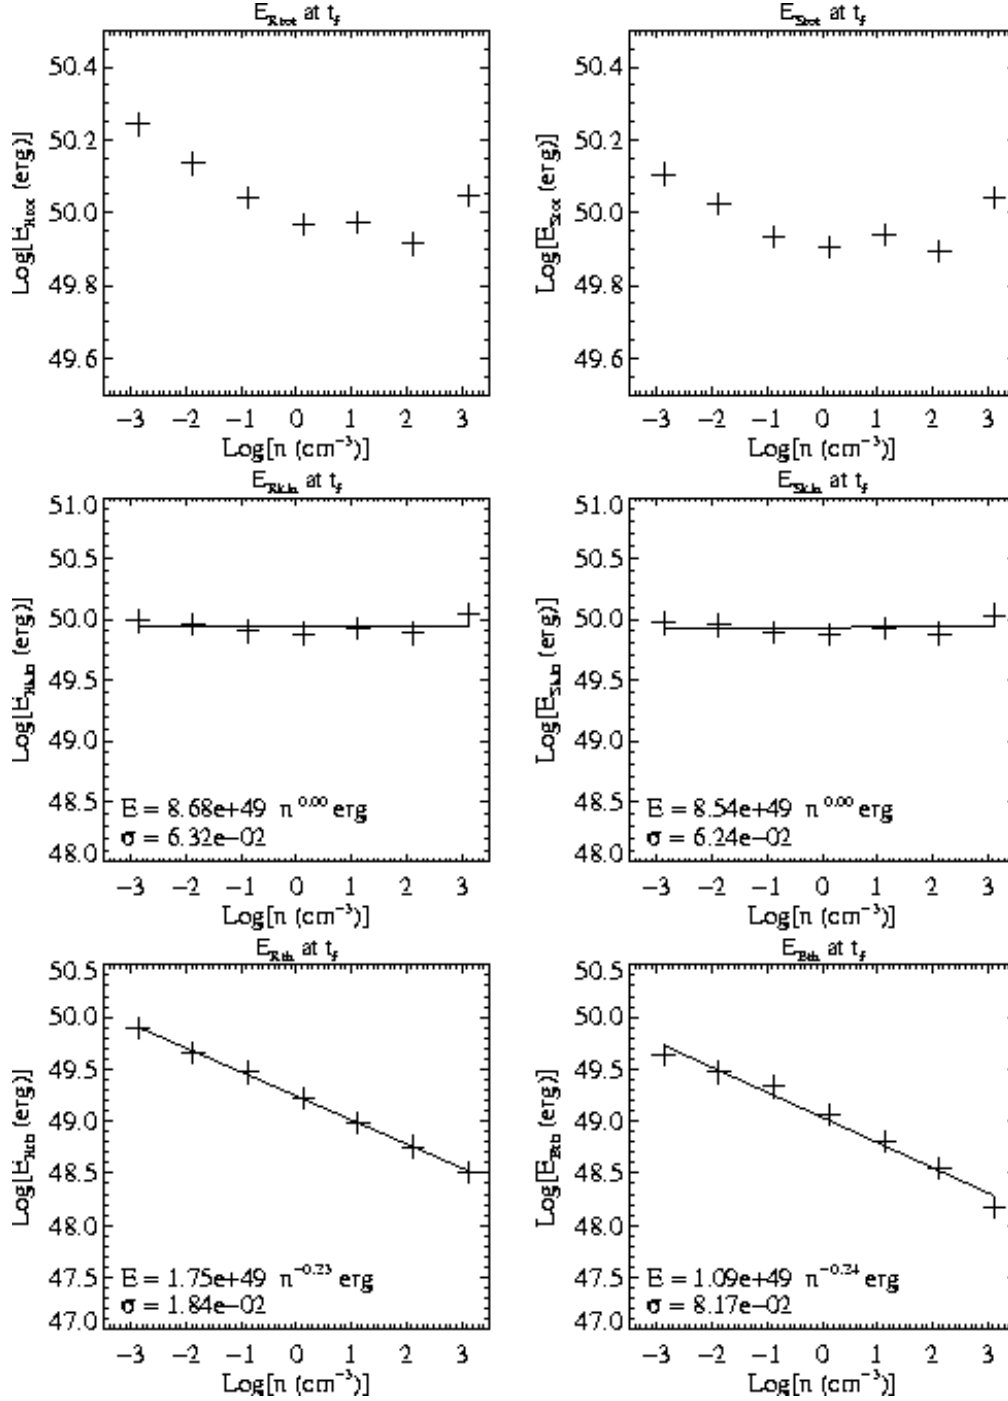 E_Rtot at t_f
E_Stot at t_f
Log[E_Rtot (erg)]
50.4
50.2
50.0
49.8
49.6
−3 −2 −1 0 1 2 3
Log[n (cm⁻³)]
Log[E_Stot (erg)]
50.4
50.2
50.0
49.8
49.6
−3 −2 −1 0 1 2 3
Log[n (cm⁻³)]
E_Rkin at t_f
E_Skin at t_f
Log[E_Rkin (erg)]
51.0
50.5
50.0
49.5
49.0
48.5
48.0
E = 8.68e+49 n^0.00 erg
σ = 6.32e−02
−3 −2 −1 0 1 2 3
Log[n (cm⁻³)]
Log[E_Skin (erg)]
51.0
50.5
50.0
49.5
49.0
48.5
48.0
E = 8.54e+49 n^0.00 erg
σ = 6.24e−02
−3 −2 −1 0 1 2 3
Log[n (cm⁻³)]
E_Rth at t_f
E_Bth at t_f
Log[E_Rth (erg)]
50.5
50.0
49.5
49.0
48.5
48.0
47.5
47.0
E = 1.75e+49 n^−0.23 erg
σ = 1.84e−02
−3 −2 −1 0 1 2 3
Log[n (cm⁻³)]
Log[E_Bth (erg)]
50.5
50.0
49.5
49.0
48.5
48.0
47.5
47.0
E = 1.09e+49 n^−0.24 erg
σ = 8.17e−02
−3 −2 −1 0 1 2 3
Log[n (cm⁻³)]